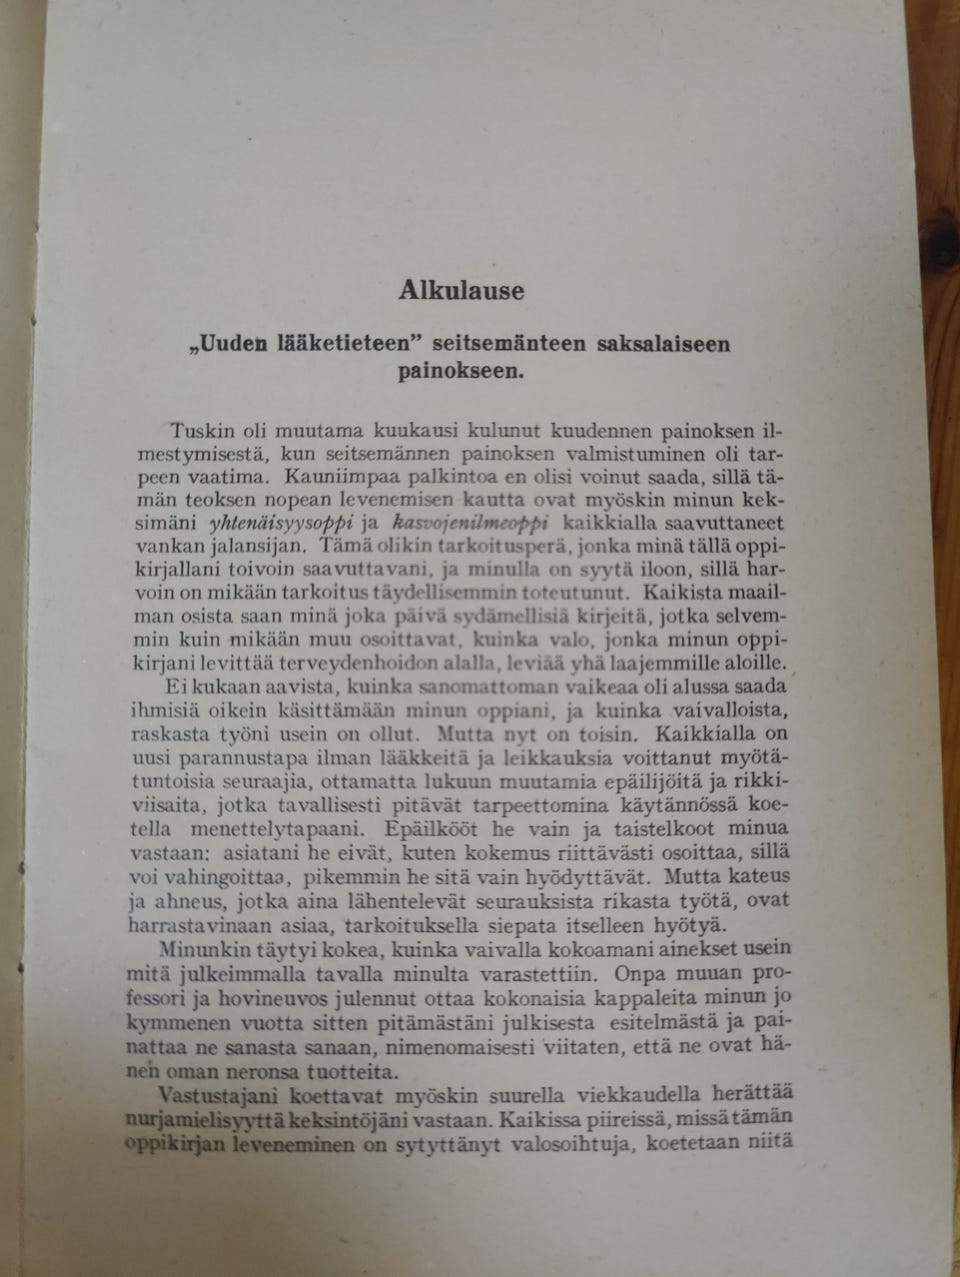 Alkulause
„Uuden lääketieteen” seitsemänteen saksalaiseen
painokseen.
Tuskin oli muutama kuukausi kulunut kuudennen painoksen il-
mestymisestä, kun seitsemännen painoksen valmistuminen oli tar-
peen vaatima. Kauniimpaa palkintoa en olisi voinut saada, sillä tä-
män teoksen nopean levenemisen kautta ovat myöskin minun kek-
simäni yhtenäisyysoppi ja kasvojenilmeoppi kaikkialla saavuttaneet
vankan jalansijan. Tämä olikin tarkoitusperä, jonka minä tällä oppi-
kirjallani toivoin saavuttavani, ja minulla on syytä iloon, sillä har-
voin on mikään tarkoitus täydellisemmin toteutunut. Kaikista maail-
man osista saan minä joka päivä sydämellisiä kirjeitä, jotka selvem-
min kuin mikään muu osoittavat, kuinka valo, jonka minun oppi-
kirjani levittää terveydenhoidon alalla, leviää yhä laajemmille aloille.
Ei kukaan aavista, kuinka sanomattoman vaikeaa oli alussa saada
ihmisiä oikein käsittämään minun oppiani, ja kuinka vaivalloista,
raskasta työni usein on ollut. Mutta nyt on toisin. Kaikkialla on
uusi parannustapa ilman lääkkeitä ja leikkauksia voittanut myötä-
tuntoisia seuraajia, ottamatta lukuun muutamia epäilijöitä ja rikki-
viisaita, jotka tavallisesti pitävät tarpeettomina käytännössä koe-
tella menettelytapaani. Epäilkööt he vain ja taistelkoot minua
vastaan: asiatani he eivät, kuten kokemus riittävästi osoittaa, sillä
voi vahingoittaa, pikemmin he sitä vain hyödyttävät. Mutta kateus
ja ahneus, jotka aina lähentelevät seurauksista rikasta työtä, ovat
harrastavinaan asiaa, tarkoituksella siepata itselleen hyötyä.
Minunkin täytyi kokea, kuinka vaivalla kokoamani ainekset usein
mitä julkeimmalla tavalla minulta varastettiin. Onpa muuan pro-
fessori ja hovineuvos julennut ottaa kokonaisia kappaleita minun jo
kymmenen vuotta sitten pitämästäni julkisesta esitelmästä ja pai-
nattaa ne sanasta sanaan, nimenomaisesti viitaten, että ne ovat hä-
nen oman neronsa tuotteita.
Vastustajani koettavat myöskin suurella viekkaudella herättää
nurjamielisyyttä keksintöjäni vastaan. Kaikissa piireissä, missä tämän
oppikirjan leveneminen on sytyttänyt valosoihtuja, koetetaan niitä